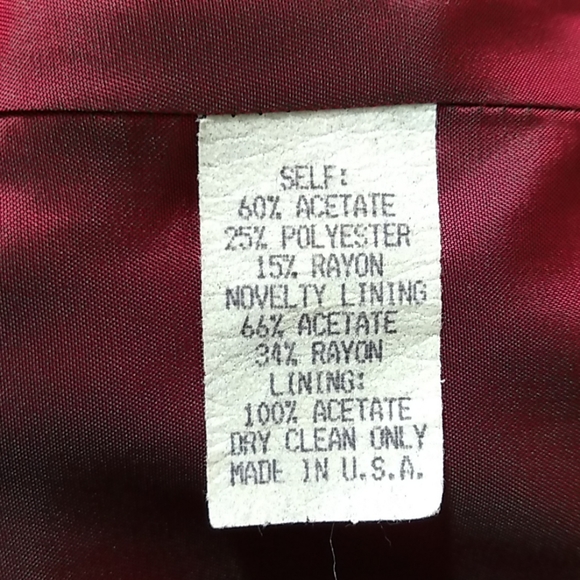 SELF:
60% ACETATE
25% POLYESTER
15% RAYON
NOVELTY LINING
66% ACETATE
34% RAYON
LINING:
100% ACETATE
DRY CLEAN ONLY
MADE IN U.S.A.